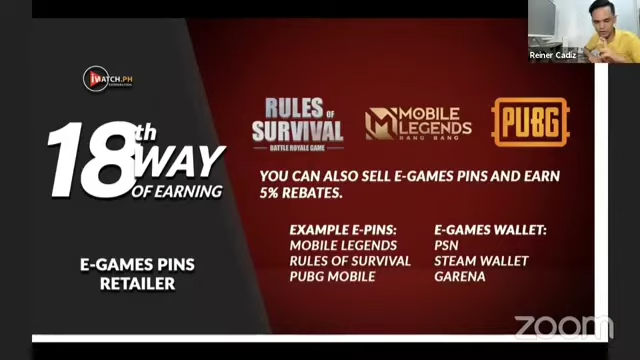 Reiner Cadiz
iWATCH.PH
18th
WAY
OF EARNING
E-GAMES PINS
RETAILER
RULES OF
SURVIVAL
BATTLE ROYALE GAME
MOBILE
LEGENDS
BANG BANG
PUBG
YOU CAN ALSO SELL E-GAMES PINS AND EARN
5% REBATES.
EXAMPLE E-PINS:
MOBILE LEGENDS
RULES OF SURVIVAL
PUBG MOBILE
E-GAMES WALLET:
PSN
STEAM WALLET
GARENA
zoom